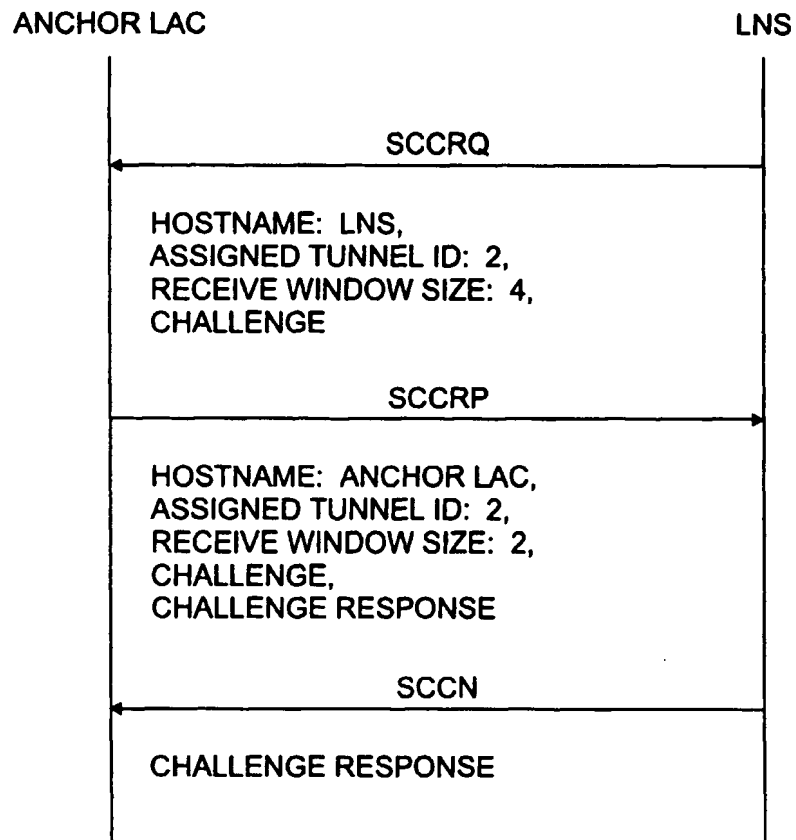 ANCHOR LAC
LNS
SCCRQ
HOSTNAME: LNS,
ASSIGNED TUNNEL ID: 2,
RECEIVE WINDOW SIZE: 4,
CHALLENGE
SCCRP
HOSTNAME: ANCHOR LAC,
ASSIGNED TUNNEL ID: 2,
RECEIVE WINDOW SIZE: 2,
CHALLENGE,
CHALLENGE RESPONSE
SCCN
CHALLENGE RESPONSE